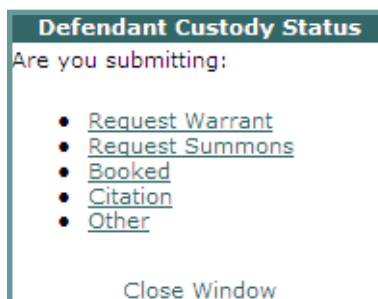 Defendant Custody Status
Are you submitting:
Request Warrant
Request Summons
Booked
Citation
Other
Close Window